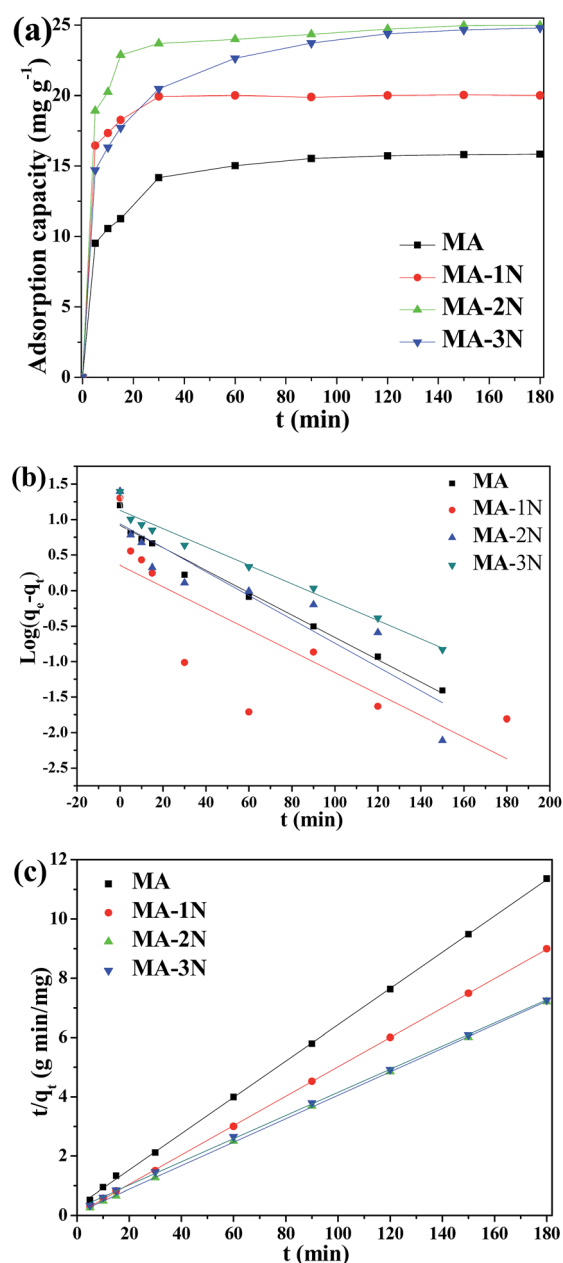 (a)
Adsorption capacity (mg g⁻¹)
25
20
15
10
5
0
MA
MA-1N
MA-2N
MA-3N
0 20 40 60 80 100 120 140 160 180
t (min)
(b)
Log(qₑ-qₜ)
1.5
1.0
0.5
0.0
-0.5
-1.0
-1.5
-2.0
-2.5
MA
MA-1N
MA-2N
MA-3N
-20 0 20 40 60 80 100 120 140 160 180 200
t (min)
(c)
t/qₜ (g min/mg)
12
10
8
6
4
2
0
MA
MA-1N
MA-2N
MA-3N
0 20 40 60 80 100 120 140 160 180
t (min)